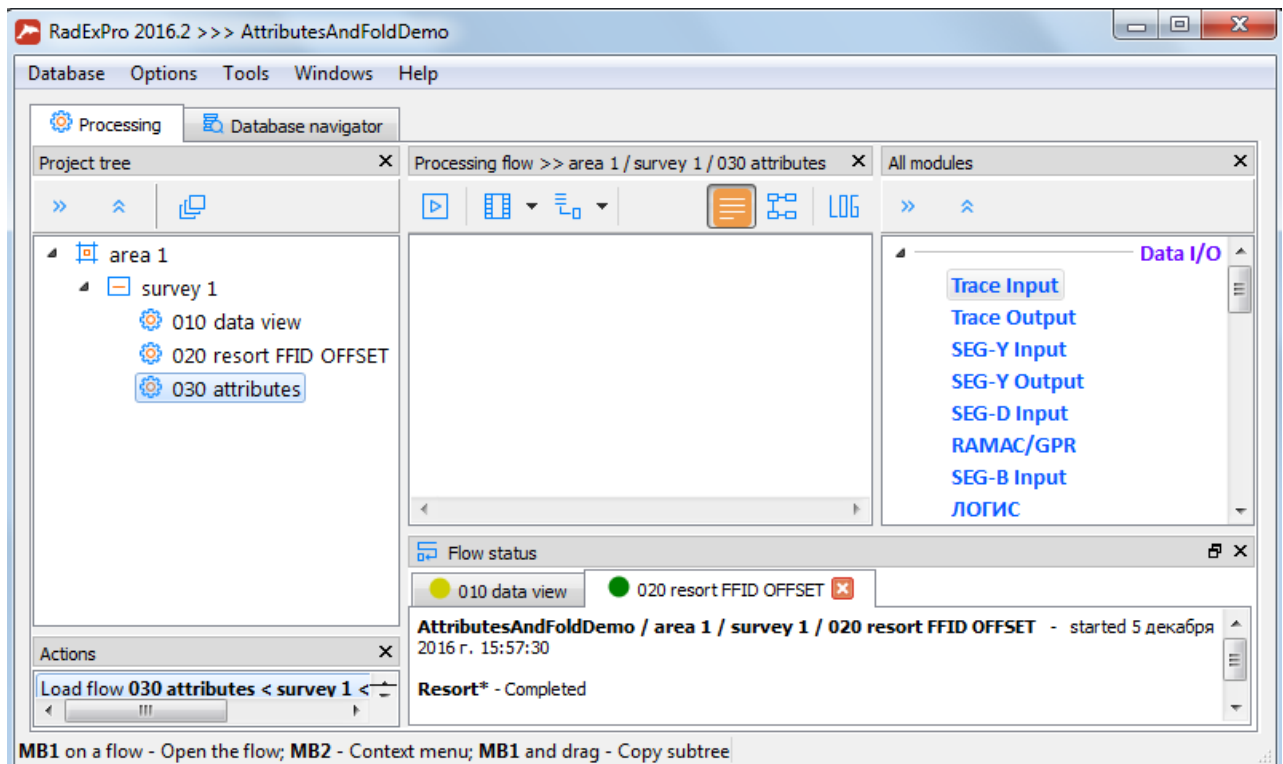 RadExPro 2016.2 >>> AttributesAndFoldDemo
Database Options Tools Windows Help
Processing Database navigator
Project tree
area 1
survey 1
010 data view
020 resort FFID OFFSET
030 attributes
Actions
Load flow 030 attributes < survey 1 <
Processing flow >> area 1 / survey 1 / 030 attributes
LOG
All modules
Data I/O
Trace Input
Trace Output
SEG-Y Input
SEG-Y Output
SEG-D Input
RAMAC/GPR
SEG-B Input
ЛОГИС
Flow status
010 data view 020 resort FFID OFFSET
AttributesAndFoldDemo / area 1 / survey 1 / 020 resort FFID OFFSET - started 5 декабря
2016 г. 15:57:30
Resort* - Completed
MB1 on a flow - Open the flow; MB2 - Context menu; MB1 and drag - Copy subtree